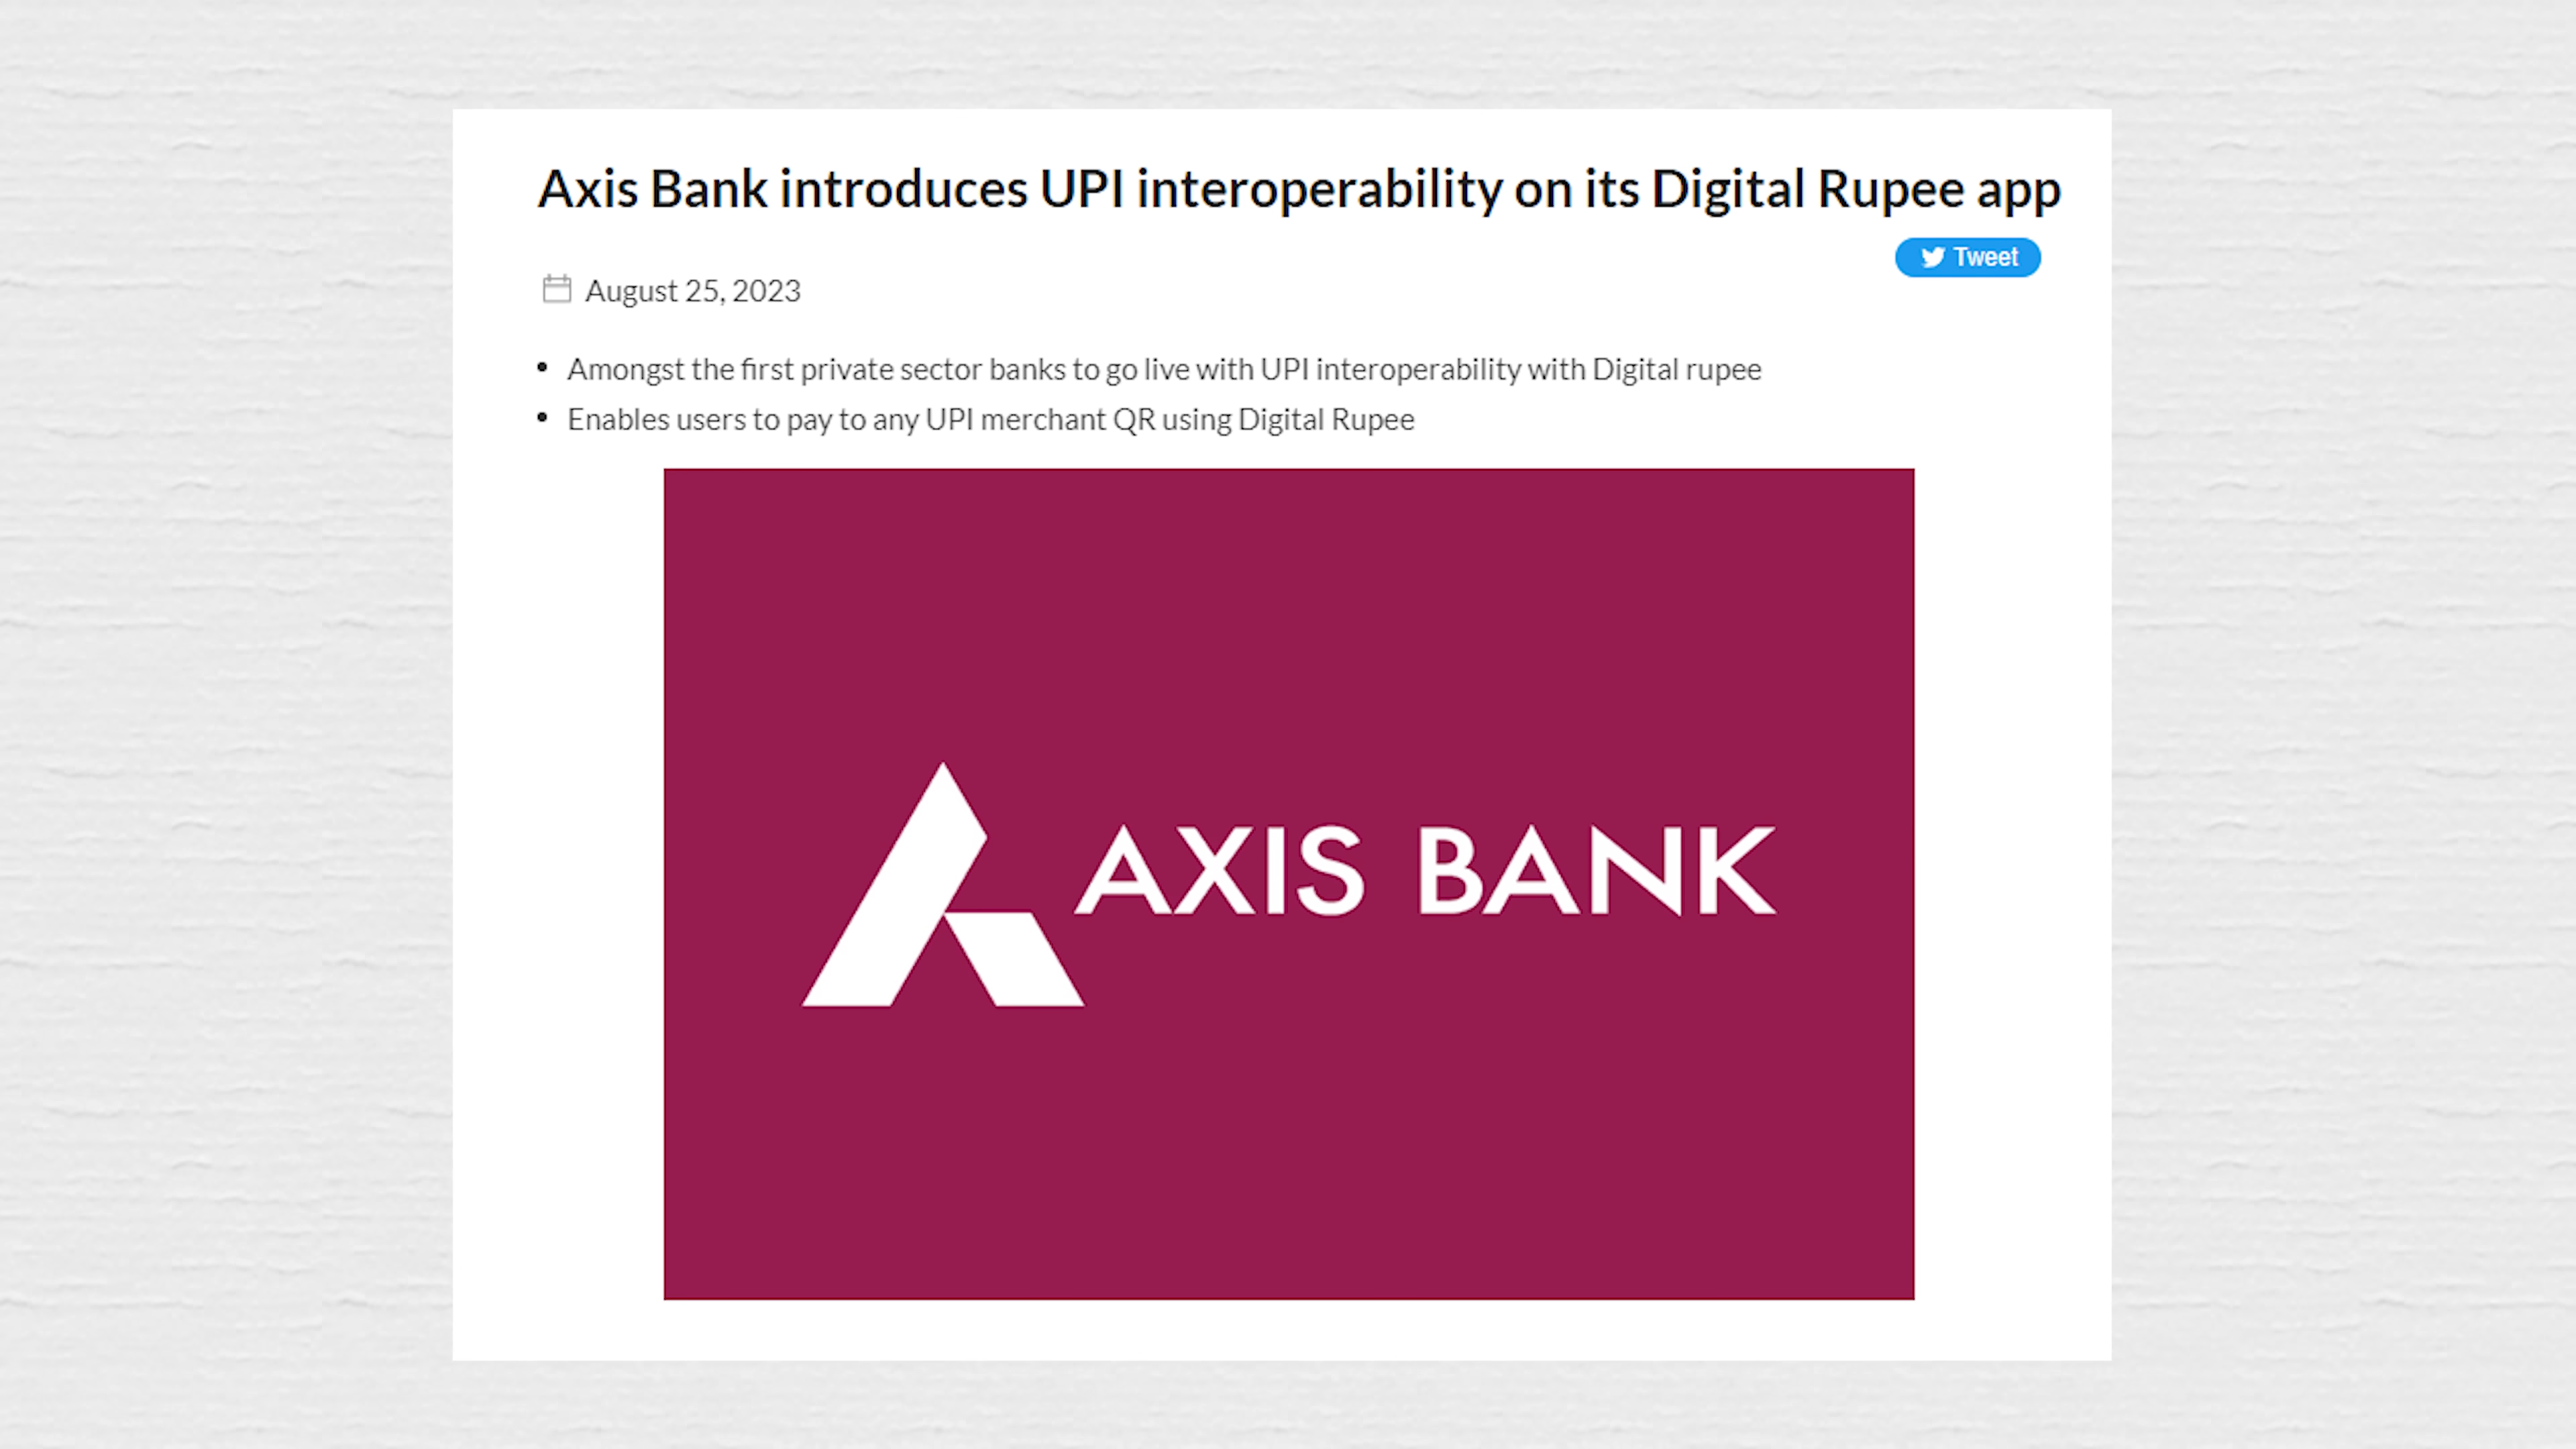 Axis Bank introduces UPI interoperability on its Digital Rupee app
Tweet
August 25, 2023
• Amongst the first private sector banks to go live with UPI interoperability with Digital rupee
• Enables users to pay to any UPI merchant QR using Digital Rupee
AXIS BANK